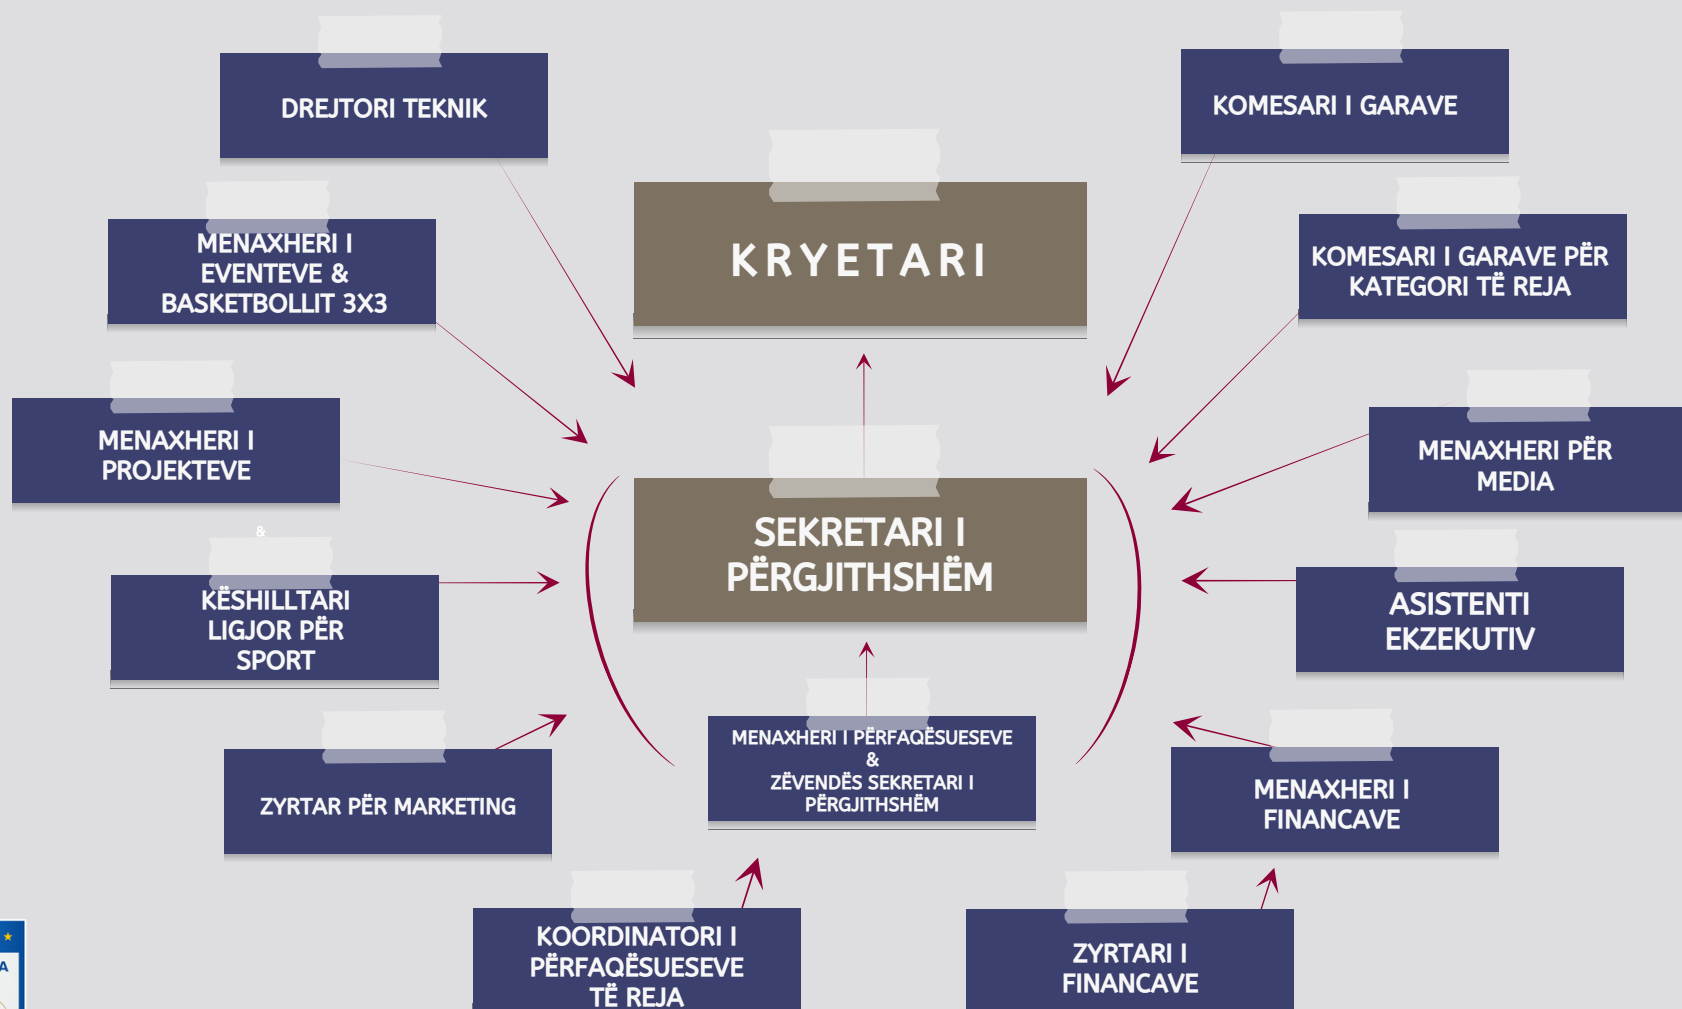 DREJTORI TEKNIK
KOMESARI I GARAVE
KRYETARI
MENAXHERI I
EVENTEVE &
BASKETBOLLIT 3X3
KOMESARI I GARAVE PËR
KATEGORI TË REJA
MENAXHERI I
PROJEKTEVE
&
MENAXHERI PËR
MEDIA
SEKRETARI I
PËRGJITHSHËM
KËSHILLTARI
LIGJOR PËR
SPORT
ASISTENTI
EKZEKUTIV
ZYRTAR PËR MARKETING
MENAXHERI I PËRFAQËSUESEVE
&
ZËVENDËS SEKRETARI I
PËRGJITHSHËM
MENAXHERI I
FINANCAVE
KOORDINATORI I
PËRFAQËSUESEVE
TË REJA
ZYRTARI I
FINANCAVE